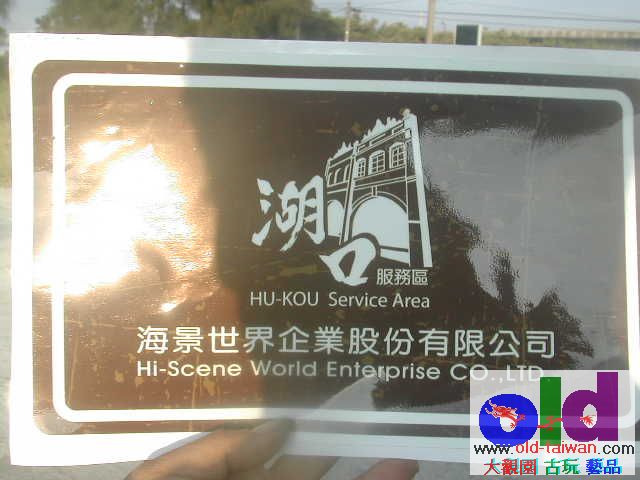 湖口
服務區
HU-KOU Service Area
海景世界企業股份有限公司
Hi-Scene World Enterprise CO.,LTD
old
www.old-taiwan.com
大觀園 古玩 藝品